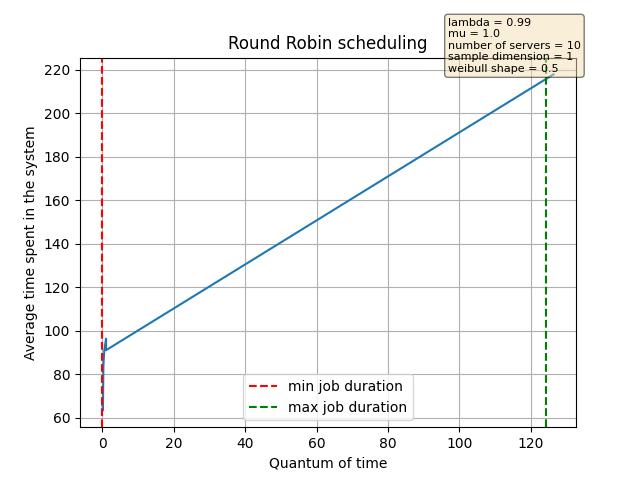 Round Robin scheduling
lambda = 0.99
mu = 1.0
number of servers = 10
sample dimension = 1
weibull shape = 0.5
Average time spent in the system
220
200
180
160
140
120
100
80
60
min job duration
max job duration
0
20
40
60
80
100
120
Quantum of time